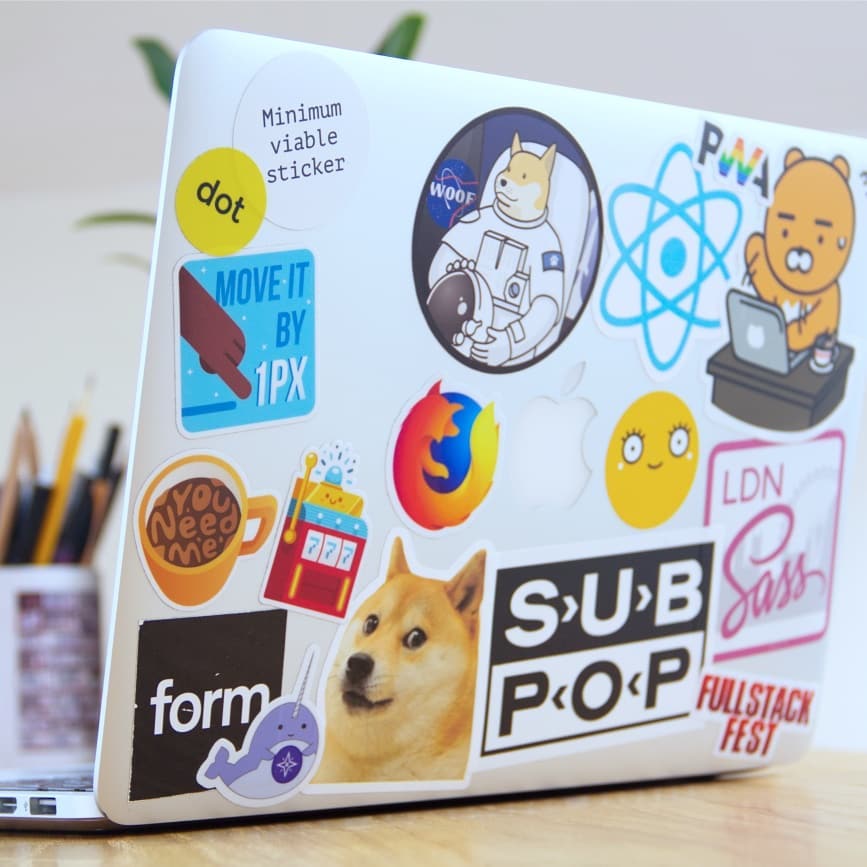 Minimum
viable
sticker
dot
MOVE IT
BY
1PX
WOOF
PWA
YOU
Need
me.
777
LDN
Sass
S›U›B
P‹O‹P
form
FULLSTACK
FEST